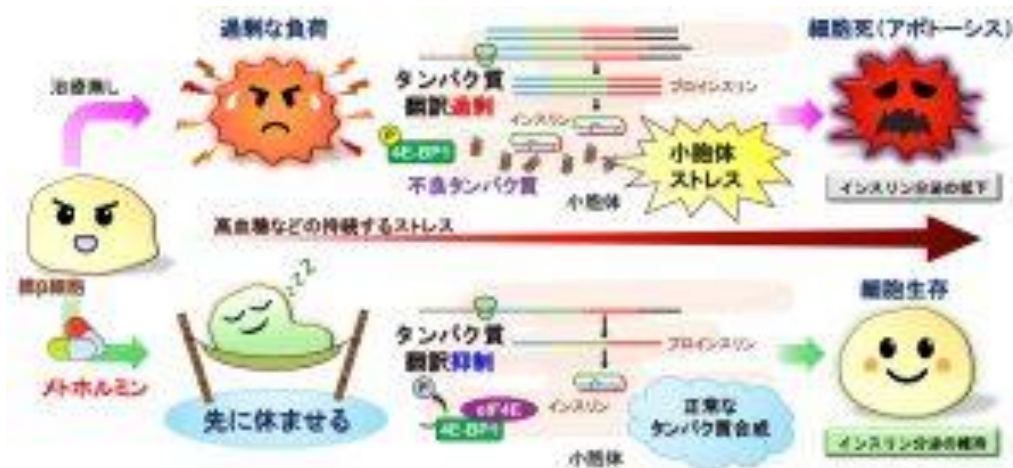 過剰な負荷
細胞死（アポトーシス）
治療無し
タンパク質
翻訳過剰
プロインスリン
インスリン
P
4E-BP1
不良タンパク質
小胞体
小胞体
ストレス
インスリン分泌の低下
高血糖などの持続するストレス
膵β細胞
zzz
細胞生存
タンパク質
翻訳抑制
プロインスリン
メトホルミン
先に休ませる
P
eIF4E
4E-BP1
インスリン
小胞体
正常な
タンパク質合成
インスリン分泌の維持